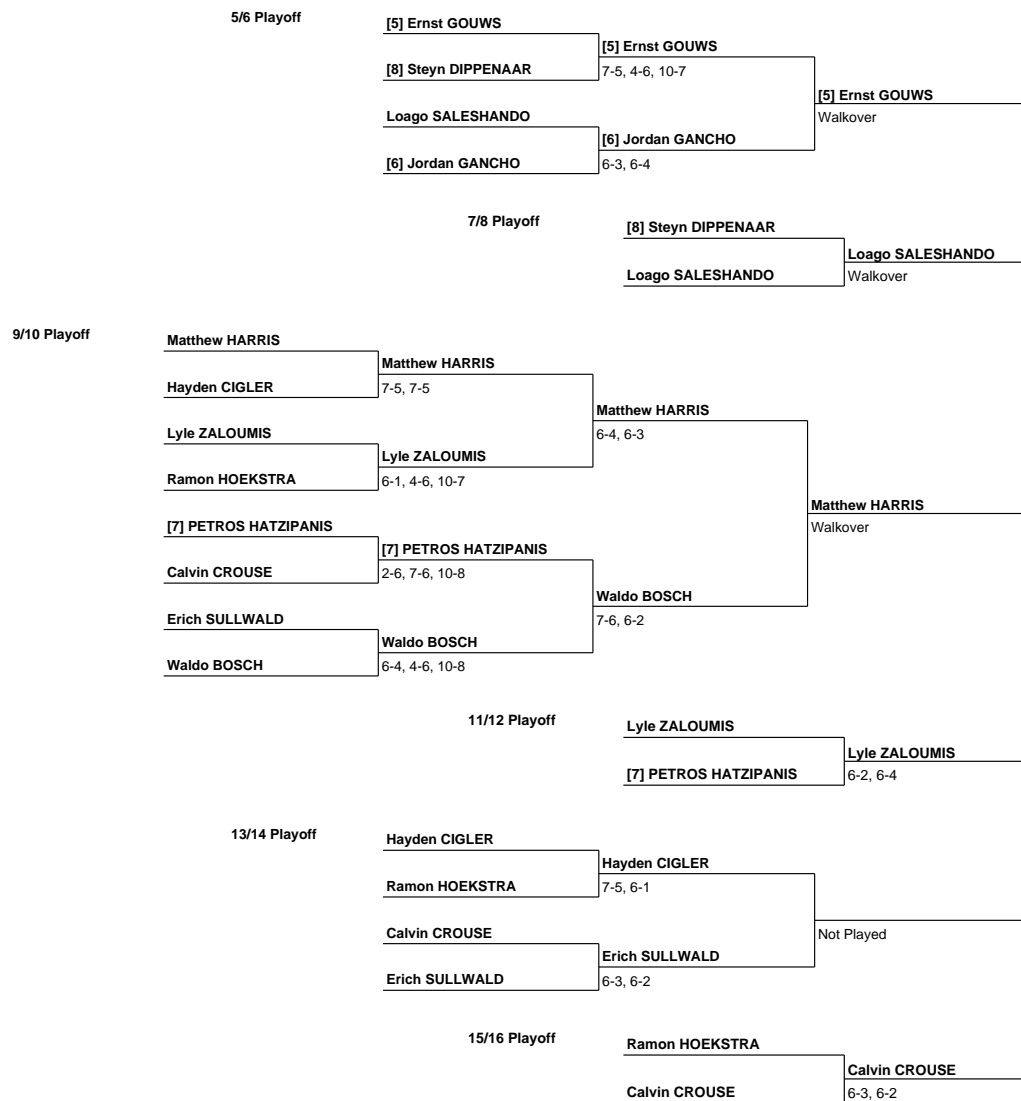 5/6 Playoff
[5] Ernst GOUWS
[5] Ernst GOUWS
[8] Steyn DIPPENAAR
7-5, 4-6, 10-7
[5] Ernst GOUWS
Walkover
Loago SALESHANDO
[6] Jordan GANCHO
[6] Jordan GANCHO
6-3, 6-4
7/8 Playoff
[8] Steyn DIPPENAAR
Loago SALESHANDO
Loago SALESHANDO
Walkover
9/10 Playoff
Matthew HARRIS
Matthew HARRIS
Hayden CIGLER
7-5, 7-5
Matthew HARRIS
6-4, 6-3
Lyle ZALOUMIS
Lyle ZALOUMIS
Ramon HOEKSTRA
6-1, 4-6, 10-7
Matthew HARRIS
Walkover
[7] PETROS HATZIPANIS
[7] PETROS HATZIPANIS
Calvin CROUSE
2-6, 7-6, 10-8
Waldo BOSCH
7-6, 6-2
Erich SULLWALD
Waldo BOSCH
Waldo BOSCH
6-4, 4-6, 10-8
11/12 Playoff
Lyle ZALOUMIS
Lyle ZALOUMIS
[7] PETROS HATZIPANIS
6-2, 6-4
13/14 Playoff
Hayden CIGLER
Hayden CIGLER
Ramon HOEKSTRA
7-5, 6-1
Calvin CROUSE
Not Played
Erich SULLWALD
Erich SULLWALD
6-3, 6-2
15/16 Playoff
Ramon HOEKSTRA
Calvin CROUSE
Calvin CROUSE
6-3, 6-2